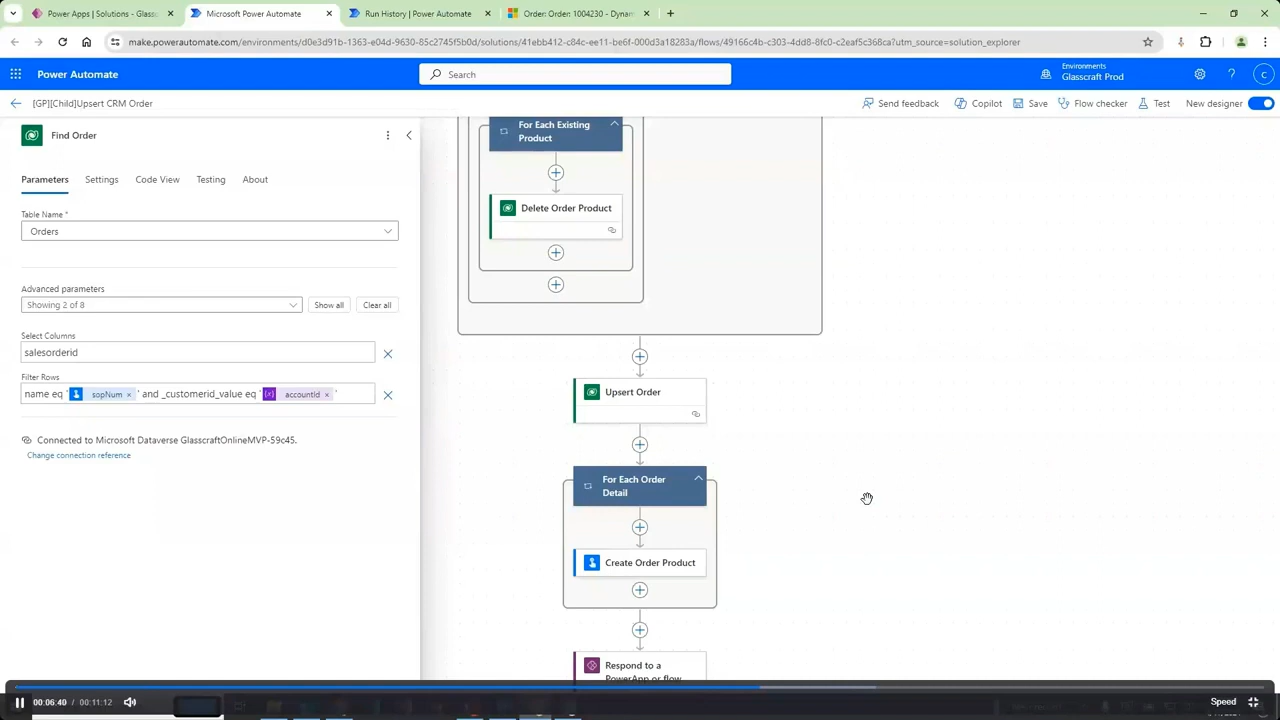 Power Apps | Solutions - Glassc
Microsoft Power Automate
Run History | Power Automate
Order: Order: 1004230 - Dynam
make.powerautomate.com/environments/d0e3d91b-1363-e04d-9630-85c2745f5b0d/solutions/41ebb412-c84c-ee11-be6f-000d3a18283a/flows/49166c4b-c303-4dd8-8fc0-c2eaf5c368ca?utm_source=solution_explorer
Power Automate
Search
Environments
Glasscraft Prod
C
[GP][Child]Upsert CRM Order
Send feedback
Copilot
Save
Flow checker
Test
New designer
Find Order
Parameters
Settings
Code View
Testing
About
Table Name *
Orders
Advanced parameters
Showing 2 of 8
Show all
Clear all
Select Columns
salesorderid
Filter Rows
name eq ' sopNum × ' and _customerid_value eq ' accountId × '
Connected to Microsoft Dataverse GlasscraftOnlineMVP-59c45.
Change connection reference
For Each Existing
Product
Delete Order Product
Upsert Order
For Each Order
Detail
Create Order Product
Respond to a
PowerApp or flow
00:06:40 / 00:11:12
Speed